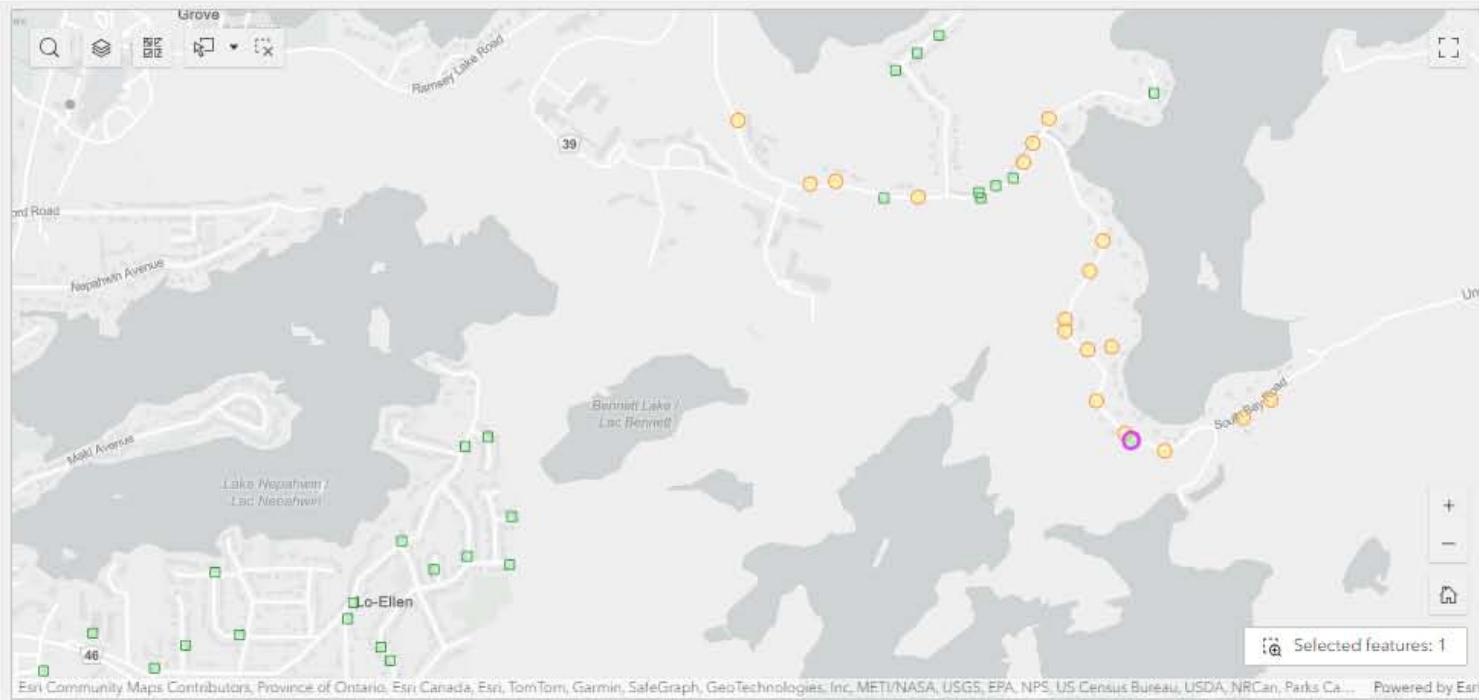 Grove
Ramsey Lake Road
39
ord Road
Nepahwin Avenue
Un
South Bay Road
Bennett Lake /
Lac Bennett
Maki Avenue
Lake Nepahwin /
Lac Nepahwin
Lo-Ellen
46
Selected features: 1
Esri Community Maps Contributors, Province of Ontario, Esri Canada, Esri, TomTom, Garmin, SafeGraph, GeoTechnologies, Inc, METI/NASA, USGS, EPA, NPS, US Census Bureau, USDA, NRCan, Parks Ca... Powered by Esri